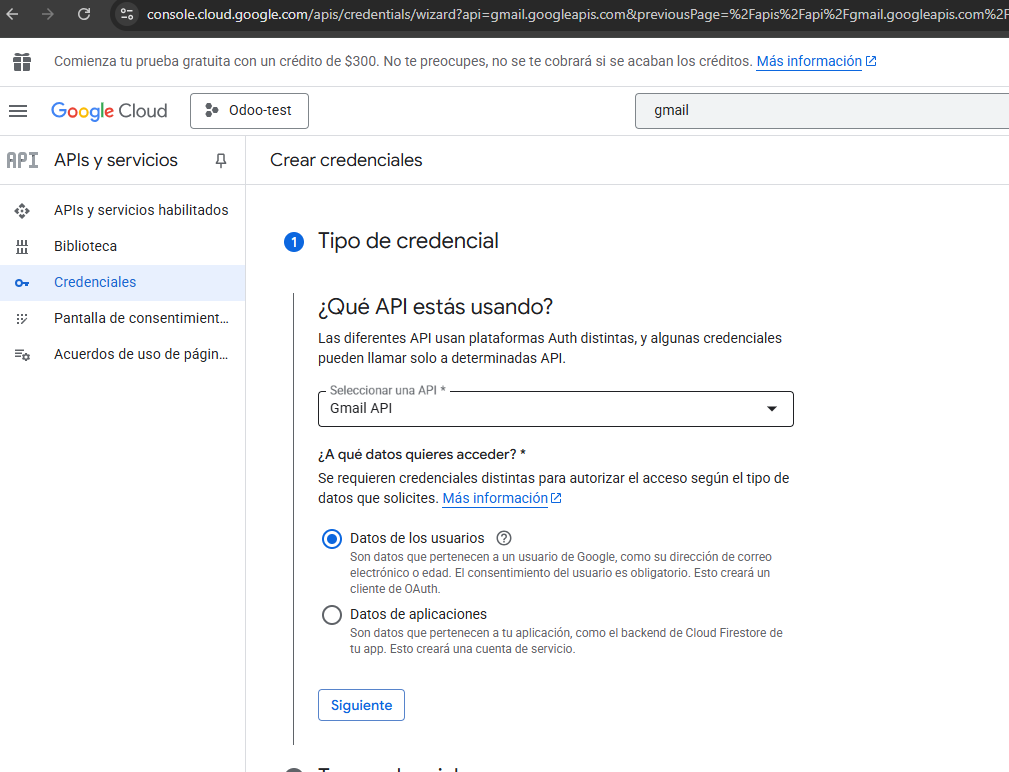 console.cloud.google.com/apis/credentials/wizard?api=gmail.googleapis.com&previousPage=%2Fapis%2Fapi%2Fgmail.googleapis.com%2F
Comienza tu prueba gratuita con un crédito de $300. No te preocupes, no se te cobrará si se acaban los créditos. Más información
Google Cloud
Odoo-test
gmail
API
APIs y servicios
Crear credenciales
APIs y servicios habilitados
Biblioteca
Credenciales
Pantalla de consentimient...
Acuerdos de uso de págin...
1 Tipo de credencial
¿Qué API estás usando?
Las diferentes API usan plataformas Auth distintas, y algunas credenciales
pueden llamar solo a determinadas API.
Seleccionar una API *
Gmail API
¿A qué datos quieres acceder? *
Se requieren credenciales distintas para autorizar el acceso según el tipo de
datos que solicites. Más información
Datos de los usuarios
Son datos que pertenecen a un usuario de Google, como su dirección de correo
electrónico o edad. El consentimiento del usuario es obligatorio. Esto creará un
cliente de OAuth.
Datos de aplicaciones
Son datos que pertenecen a tu aplicación, como el backend de Cloud Firestore de
tu app. Esto creará una cuenta de servicio.
Siguiente